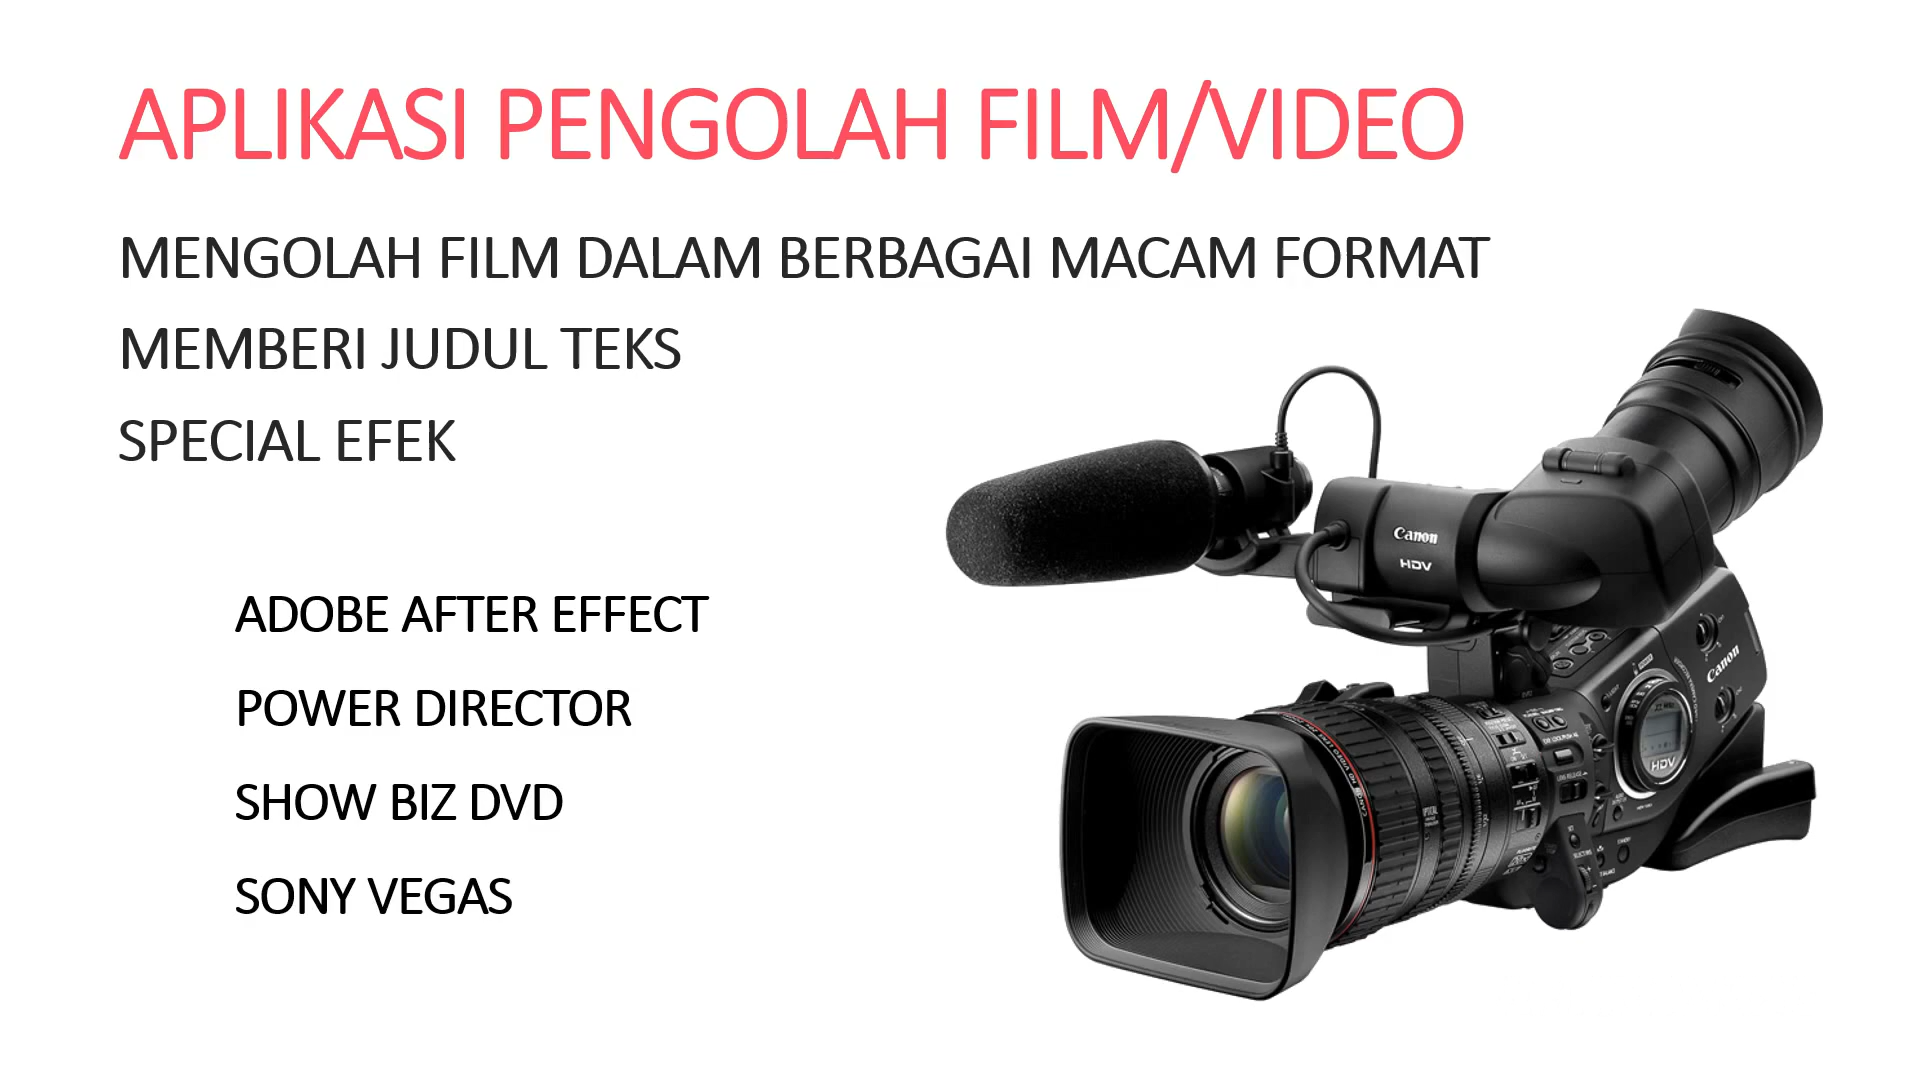 APLIKASI PENGOLAH FILM/VIDEO
MENGOLAH FILM DALAM BERBAGAI MACAM FORMAT
MEMBERI JUDUL TEKS
SPECIAL EFEK
ADOBE AFTER EFFECT
POWER DIRECTOR
SHOW BIZ DVD
SONY VEGAS
Canon
HDV
Canon
HDV